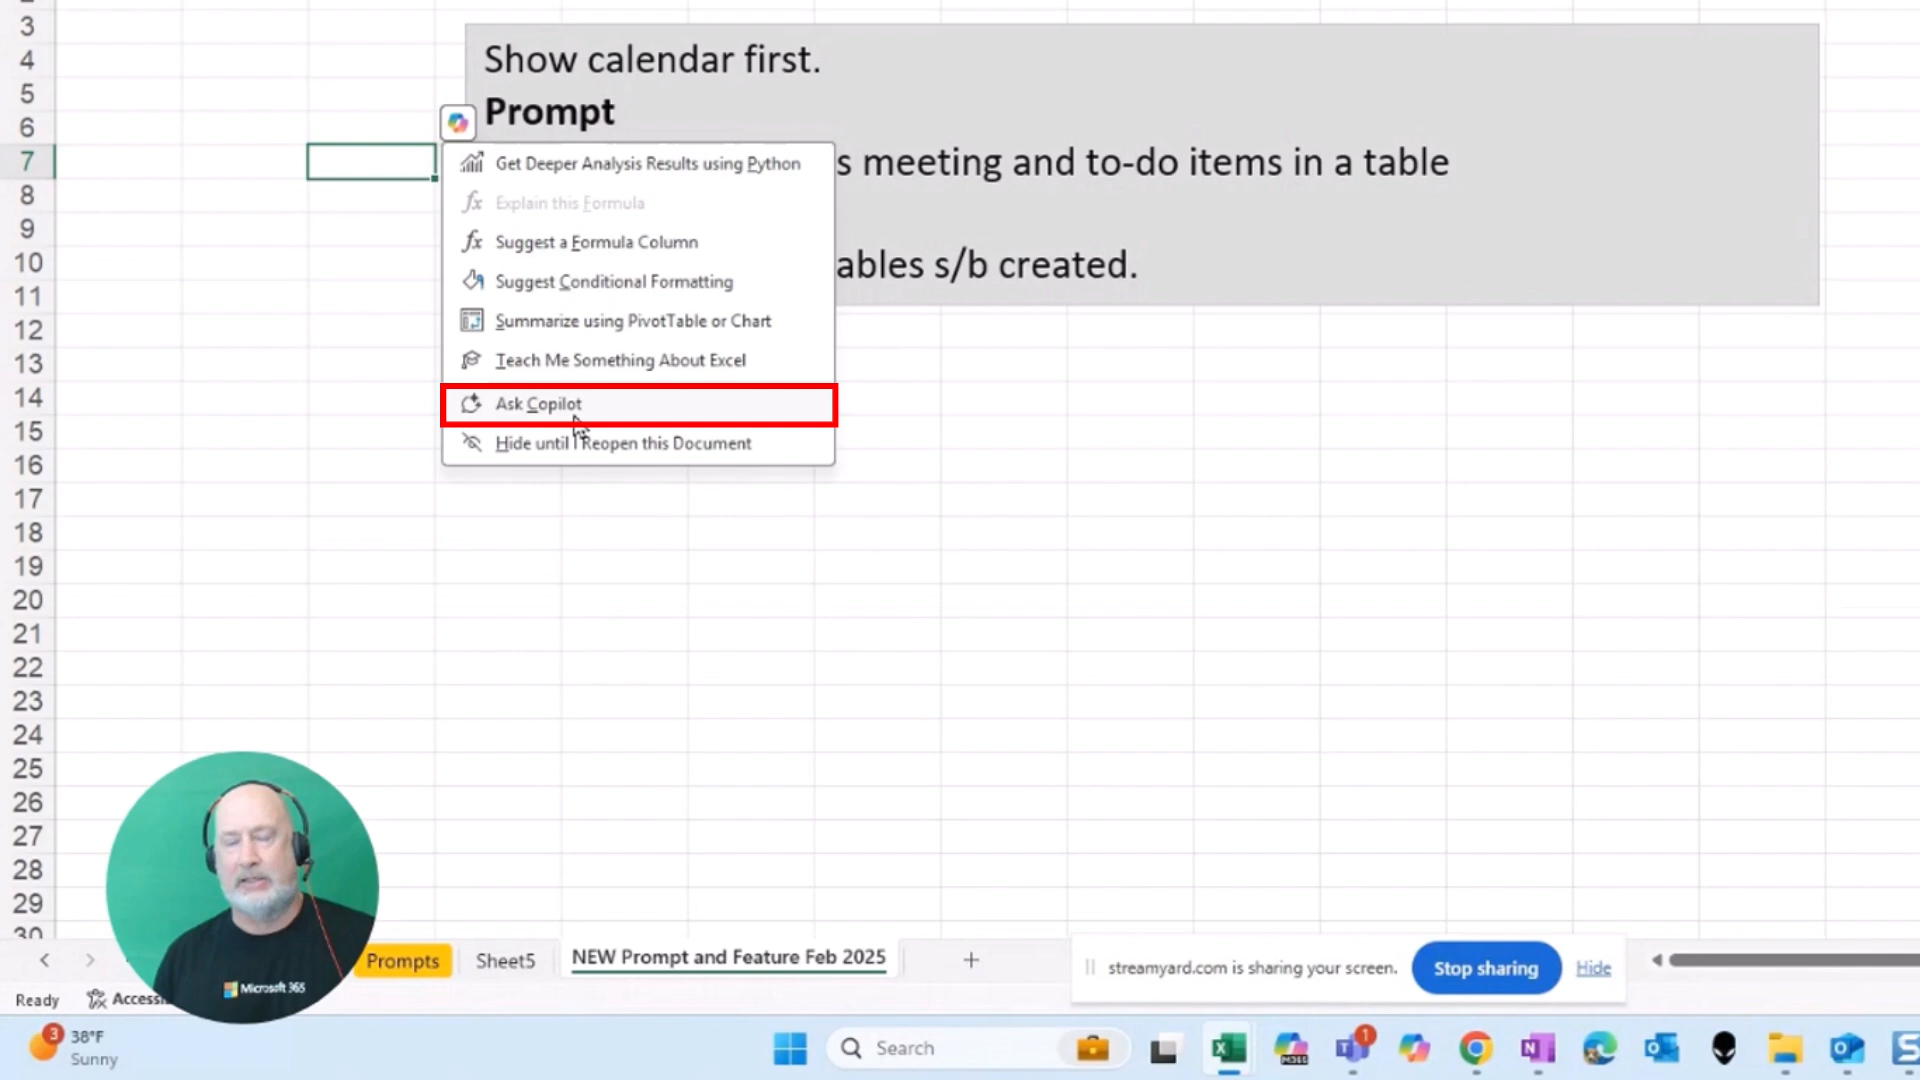 3
4
5
6
7
8
9
10
11
12
13
14
15
16
17
18
19
20
21
22
23
24
25
26
27
28
29
30
Show calendar first.
Prompt
s meeting and to-do items in a table
ables s/b created.
Get Deeper Analysis Results using Python
Explain this Formula
Suggest a Formula Column
Suggest Conditional Formatting
Summarize using PivotTable or Chart
Teach Me Something About Excel
Ask Copilot
Hide until I Reopen this Document
Microsoft 365
Prompts
Sheet5
NEW Prompt and Feature Feb 2025
streamyard.com is sharing your screen.
Stop sharing
Hide
Ready
Accessi
3
38°F
Sunny
Search
M365
1